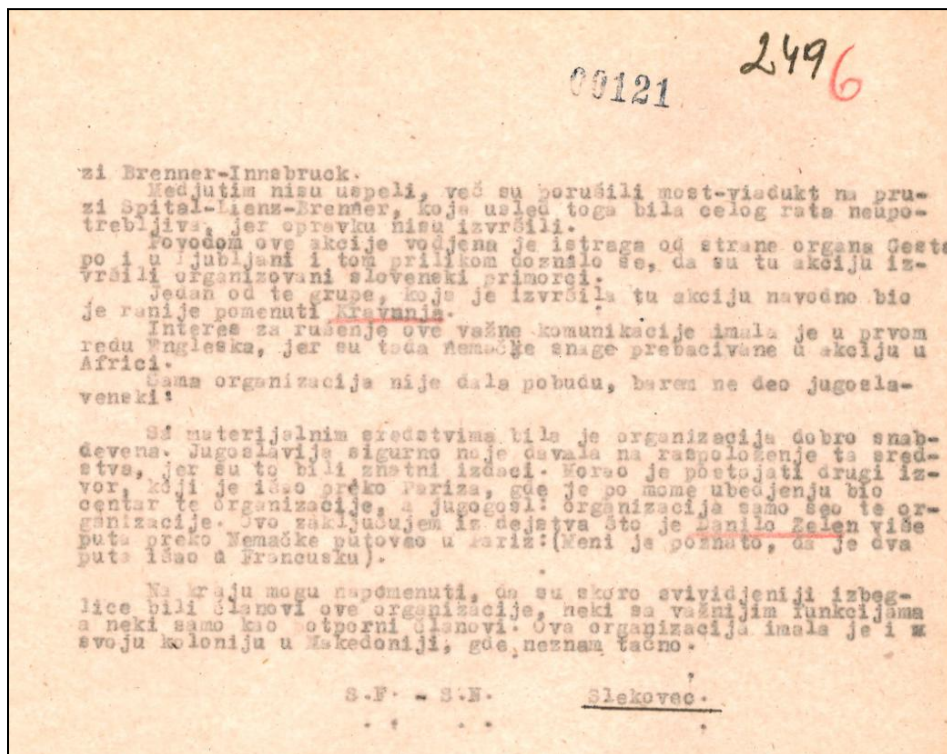 2496
00121
zi Brenner-Innsbruck.
Medjutim nisu uspeli, več su porušili most-viadukt na pru-
zi Spital-Lienz-Brenner, koja usled toga bila celog rata neupo-
trebljiva, jer opravku nisu izvršili.
Povodom ove akcije vodjena je istraga od strane organa Gesta
po i u Ljubljani i tom prilikom doznilo se, da su tu akciju iz-
vršili organizovani slovenski primorci.
Jedan od te grupe, koja je izvršila tu akciju navodno bio
je ranije pomenuti Kravanja.
Interes za rušenje ove važne komunikacije imala je u prvom
redu Engleska, jer su tada Nemačke snage prebacivane u akciju u
Africi.
Sama organizacija nije dala pobudu, barem ne deo jugosla-
venski:
Sa materijalnim sredstvima bila je organizacija dobro snab-
devena. Jugoslavija sigurno nije davala na raspoloženje ta sred-
stva, jer su to bili znatni izdaci. Morao je postojati drugi iz-
vor, koji je išao preko Pariza, gde je po mome ubedjenju bio
centar te organizacije, a jugogsl: organizacija samo seo te or-
ganizacije. Ovo zaključujem iz dejstva što je Danilo Zelen više
puta preko Nemačke putovao u Pariz:(Meni je poznato, da je dva
puta išao u Francusku).
Na kraju mogu napomenuti, da su skoro svividjeniji izbeg-
lice bili članovi ove organizacije, neki sa važnijim funkcijama
a neki samo kao potporni članovi. Ova organizacija imala je i
svoju koloniju u Makedoniji, gde neznam tačno.
S.F. - S.N. Slekovec.